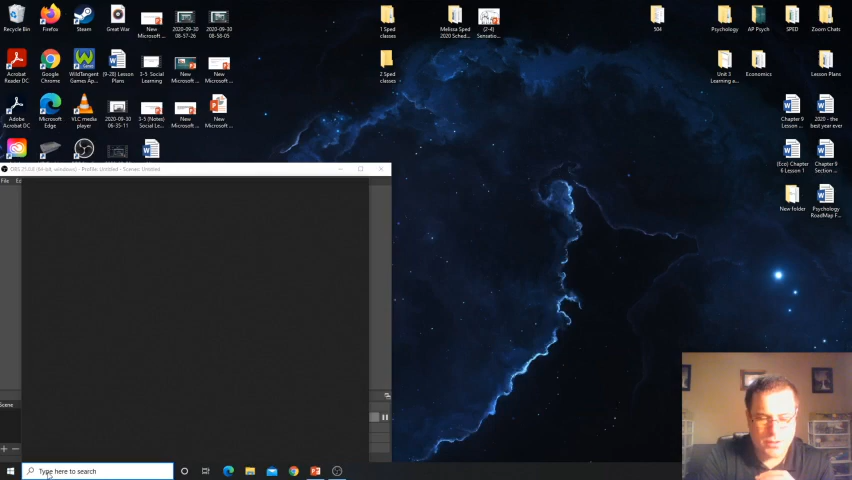 Recycle Bin
Firefox
Steam
Great War
New Microsoft ...
2020-09-30 08-57-26
2020-09-30 08-58-05
1 Sped classes
Melissa Sped 2020 Sched...
(2-4) Sensatio...
504
Psychology
AP Psych
SPED
Zoom Chats
Acrobat Reader DC
Google Chrome
WildTangent Games Ap...
(9-28) Lesson Plans
3-5 Social Learning
New Microsoft ...
New Microsoft ...
2 Sped classes
Unit 3 Learning a...
Economics
Lesson Plans
Adobe Acrobat DC
Microsoft Edge
VLC media player
2020-09-30 06-35-11
3-5 (Notes) Social Le...
New Microsoft ...
New Microsoft ...
Chapter 9 Lesson ...
2020 - the best year ever
(Eco) Chapter 6 Lesson 1
Chapter 9 Section ...
New folder
Psychology RoadMap F...
File
Scene
Type here to search